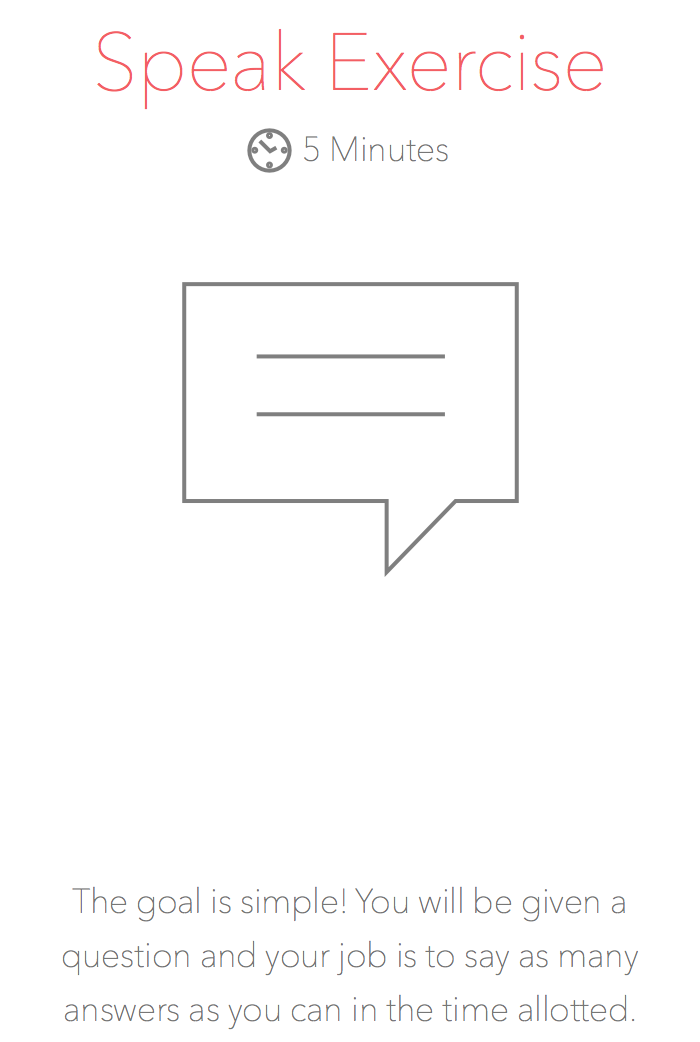 Speak Exercise
5 Minutes
The goal is simple! You will be given a
question and your job is to say as many
answers as you can in the time allotted.